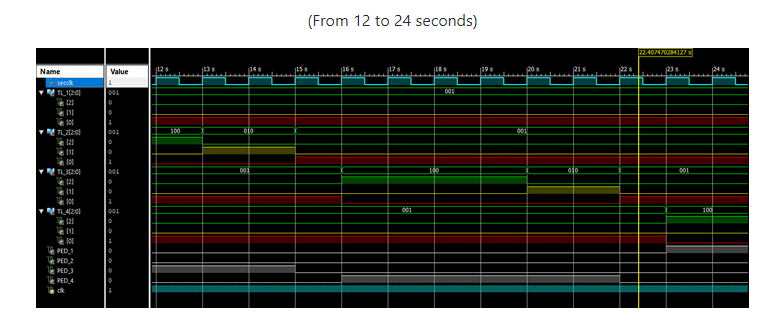 (From 12 to 24 seconds)
22.407470284127 s
Name Value 12 s 13 s 14 s 15 s 16 s 17 s 18 s 19 s 20 s 21 s 22 s 23 s 24 s
secclk 1
TL_1[2:0] 001 001
[2] 0
[1] 0
[0] 1
TL_2[2:0] 001 100 010 001
[2] 0
[1] 0
[0] 1
TL_3[2:0] 001 001 100 010 001
[2] 0
[1] 0
[0] 1
TL_4[2:0] 001 001 100
[2] 0
[1] 0
[0] 1
PED_1 0
PED_2 0
PED_3 0
PED_4 0
clk 1